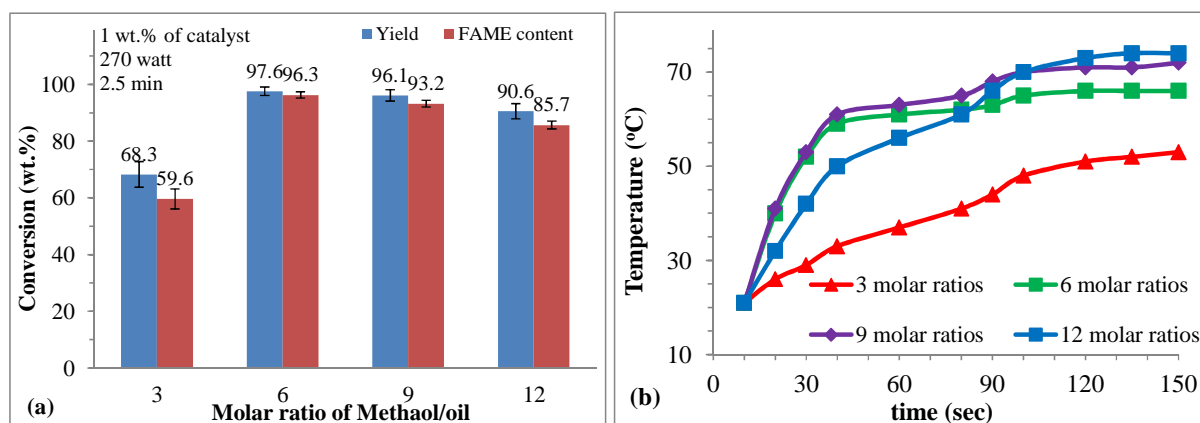 1 wt.% of catalyst
270 watt
2.5 min
Yield
FAME content
Conversion (wt.%)
100
80
60
40
20
0
68.3
59.6
97.6
96.3
96.1
93.2
90.6
85.7
3
6
9
12
Molar ratio of Methaol/oil
(a)
Temperature (°C)
70
50
30
10
3 molar ratios
6 molar ratios
9 molar ratios
12 molar ratios
0
30
60
90
120
150
time (sec)
(b)